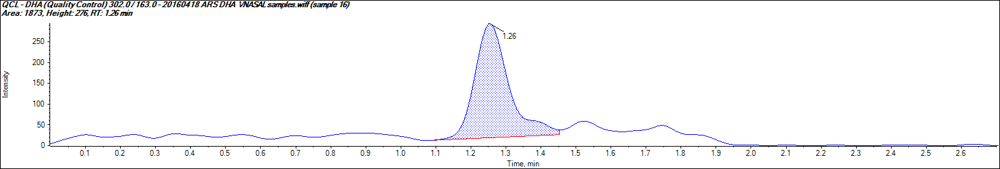 QCL - DHA (Quality Control) 302.0 / 163.0 - 20160418 ARS DHA VNASAL samples.wiff (sample 16)
Area: 1873, Height: 276, RT: 1.26 min
1.26
250
200
150
100
50
0
Intensity
0.1 0.2 0.3 0.4 0.5 0.6 0.7 0.8 0.9 1.0 1.1 1.2 1.3 1.4 1.5 1.6 1.7 1.8 1.9 2.0 2.1 2.2 2.3 2.4 2.5 2.6
Time, min